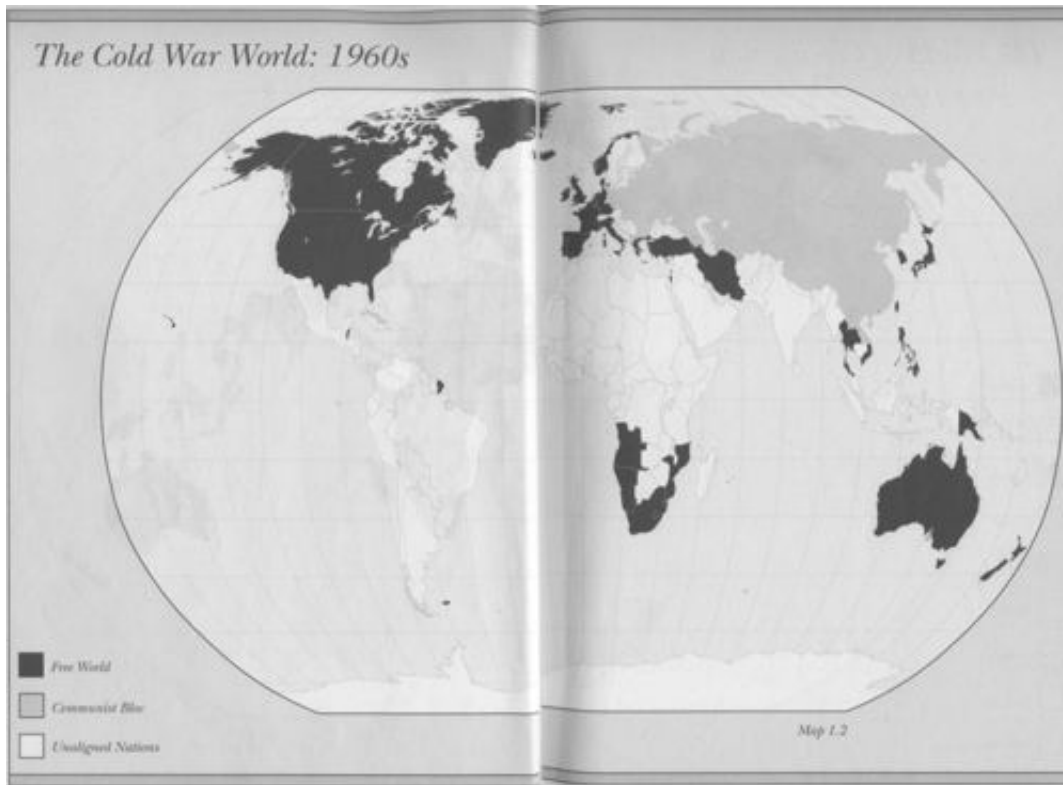 The Cold War World: 1960s
Free World
Communist Bloc
Unaligned Nations
Map 1.2